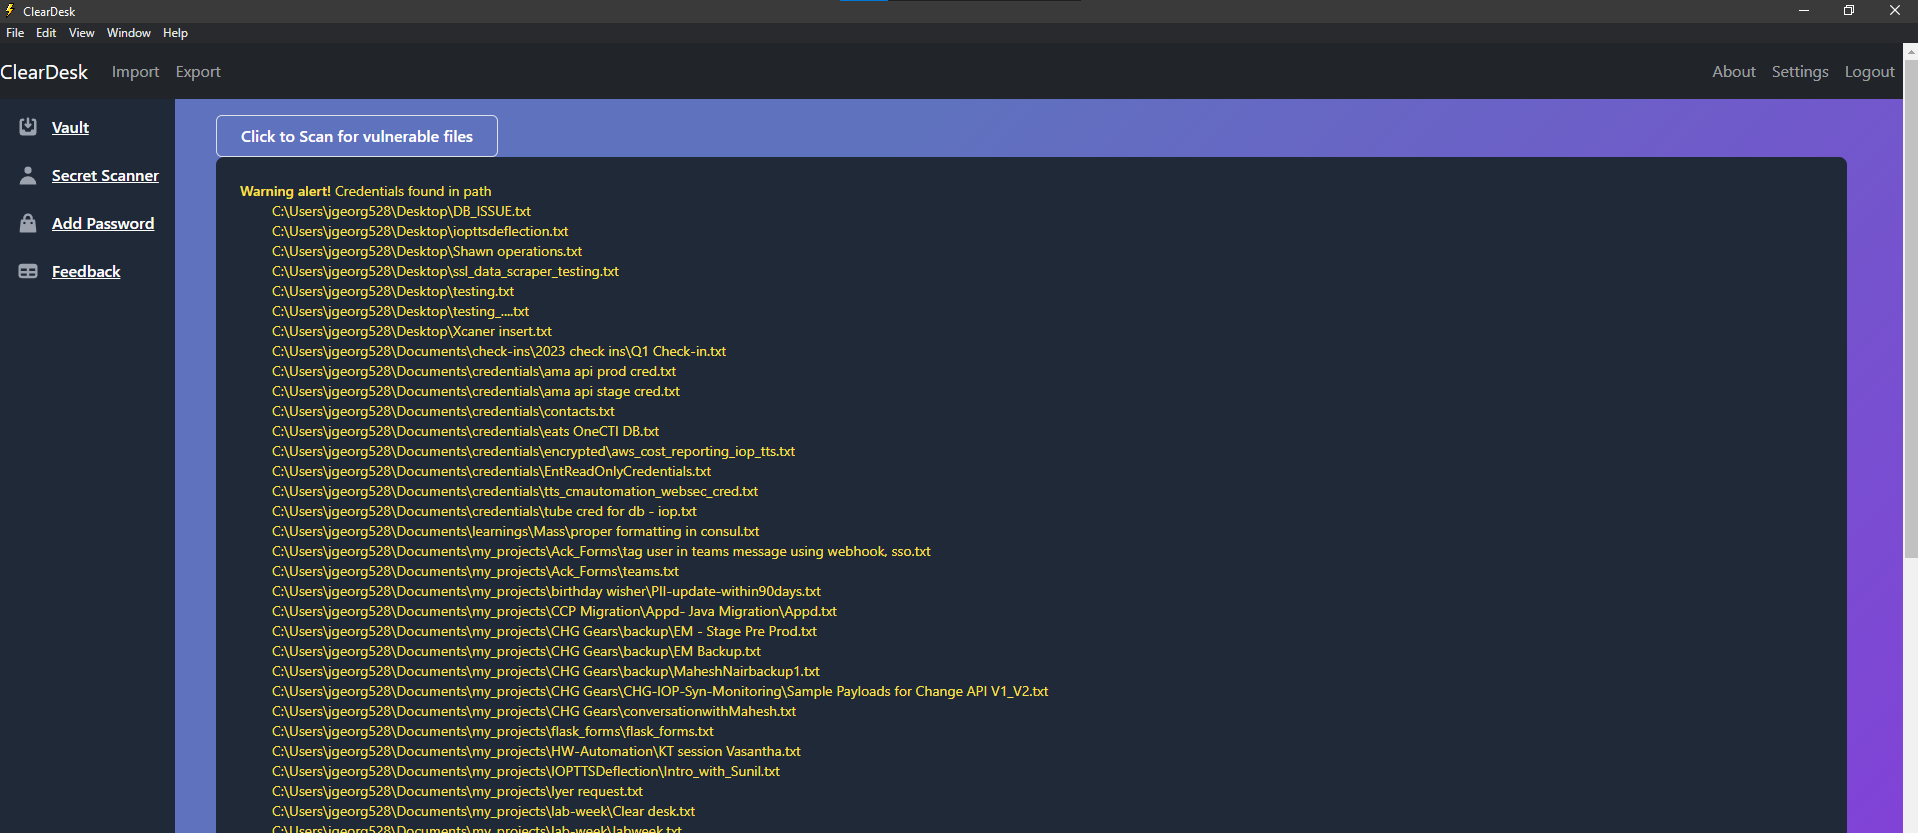 ClearDesk
File Edit View Window Help
ClearDesk Import Export About Settings Logout
Vault
Secret Scanner
Add Password
Feedback
Click to Scan for vulnerable files
Warning alert! Credentials found in path
C:\Users\jgeorg528\Desktop\DB_ISSUE.txt
C:\Users\jgeorg528\Desktop\iopttsdeflection.txt
C:\Users\jgeorg528\Desktop\Shawn operations.txt
C:\Users\jgeorg528\Desktop\ssl_data_scraper_testing.txt
C:\Users\jgeorg528\Desktop\testing.txt
C:\Users\jgeorg528\Desktop\testing_....txt
C:\Users\jgeorg528\Desktop\Xcaner insert.txt
C:\Users\jgeorg528\Documents\check-ins\2023 check ins\Q1 Check-in.txt
C:\Users\jgeorg528\Documents\credentials\ama api prod cred.txt
C:\Users\jgeorg528\Documents\credentials\ama api stage cred.txt
C:\Users\jgeorg528\Documents\credentials\contacts.txt
C:\Users\jgeorg528\Documents\credentials\eats OneCTI DB.txt
C:\Users\jgeorg528\Documents\credentials\encrypted\aws_cost_reporting_iop_tts.txt
C:\Users\jgeorg528\Documents\credentials\EntReadOnlyCredentials.txt
C:\Users\jgeorg528\Documents\credentials\tts_cmautomation_websec_cred.txt
C:\Users\jgeorg528\Documents\credentials\tube cred for db - iop.txt
C:\Users\jgeorg528\Documents\learnings\Mass\proper formatting in consul.txt
C:\Users\jgeorg528\Documents\my_projects\Ack_Forms\tag user in teams message using webhook, sso.txt
C:\Users\jgeorg528\Documents\my_projects\Ack_Forms\teams.txt
C:\Users\jgeorg528\Documents\my_projects\birthday wisher\PII-update-within90days.txt
C:\Users\jgeorg528\Documents\my_projects\CCP Migration\Appd- Java Migration\Appd.txt
C:\Users\jgeorg528\Documents\my_projects\CHG Gears\backup\EM - Stage Pre Prod.txt
C:\Users\jgeorg528\Documents\my_projects\CHG Gears\backup\EM Backup.txt
C:\Users\jgeorg528\Documents\my_projects\CHG Gears\backup\MaheshNairbackup1.txt
C:\Users\jgeorg528\Documents\my_projects\CHG Gears\CHG-IOP-Syn-Monitoring\Sample Payloads for Change API V1_V2.txt
C:\Users\jgeorg528\Documents\my_projects\CHG Gears\conversationwithMahesh.txt
C:\Users\jgeorg528\Documents\my_projects\flask_forms\flask_forms.txt
C:\Users\jgeorg528\Documents\my_projects\HW-Automation\KT session Vasantha.txt
C:\Users\jgeorg528\Documents\my_projects\IOPTTSDeflection\Intro_with_Sunil.txt
C:\Users\jgeorg528\Documents\my_projects\Iyer request.txt
C:\Users\jgeorg528\Documents\my_projects\lab-week\Clear desk.txt
C:\Users\jgeorg528\Documents\my_projects\lab-week\labweek.txt